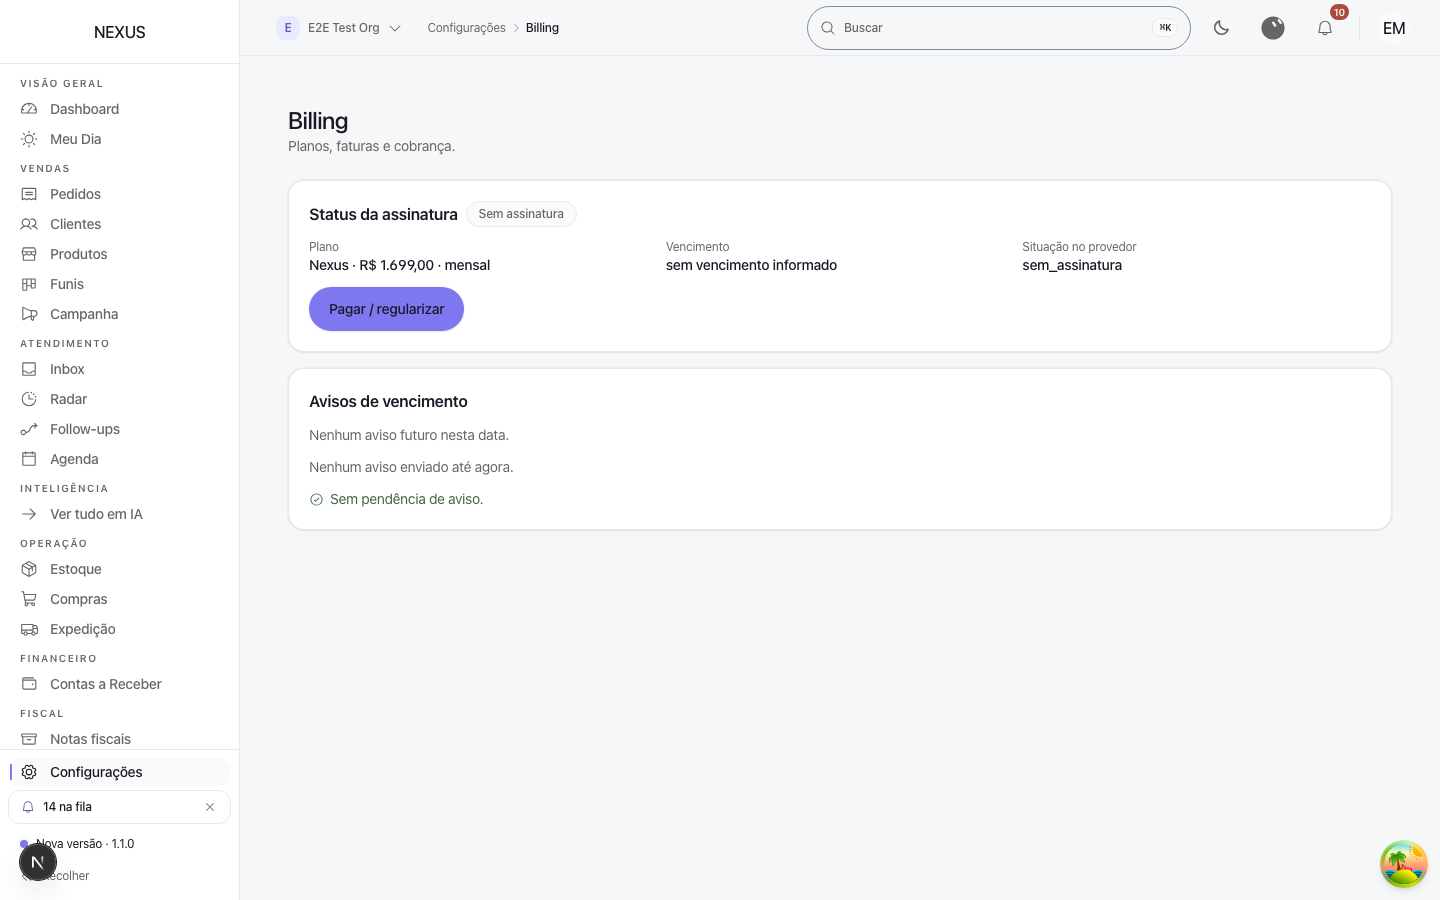 NEXUS
E
E2E Test Org
Configurações
Billing
Buscar
⌘K
10
EM
VISÃO GERAL
Dashboard
Meu Dia
VENDAS
Pedidos
Clientes
Produtos
Funis
Campanha
ATENDIMENTO
Inbox
Radar
Follow-ups
Agenda
INTELIGÊNCIA
Ver tudo em IA
OPERAÇÃO
Estoque
Compras
Expedição
FINANCEIRO
Contas a Receber
FISCAL
Notas fiscais
Configurações
14 na fila
Nova versão · 1.1.0
N
Recolher
Billing
Planos, faturas e cobrança.
Status da assinatura
Sem assinatura
Plano
Nexus · R$ 1.699,00 · mensal
Vencimento
sem vencimento informado
Situação no provedor
sem_assinatura
Pagar / regularizar
Avisos de vencimento
Nenhum aviso futuro nesta data.
Nenhum aviso enviado até agora.
Sem pendência de aviso.